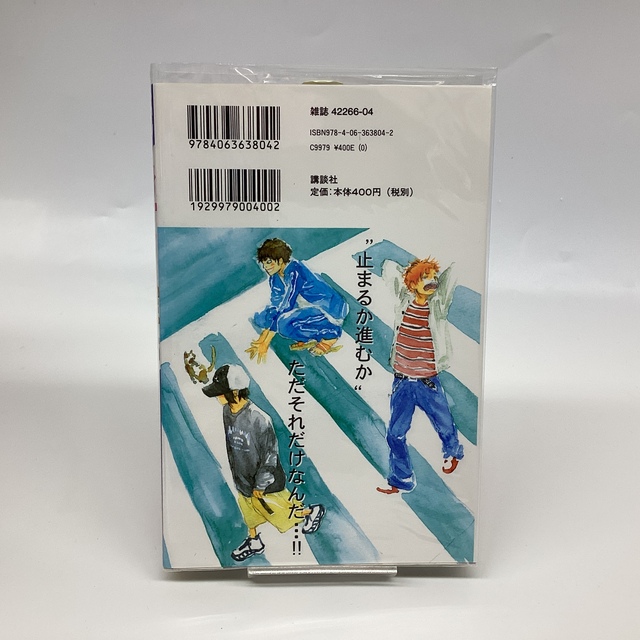 雑誌 42266-04
ISBN978-4-06-363804-2
C9979 ¥400E (0)
9784063638042
講談社
定価:本体400円(税別)
1929979004002
〝止まるか進むか〟
ただそれだけなんだ…!!